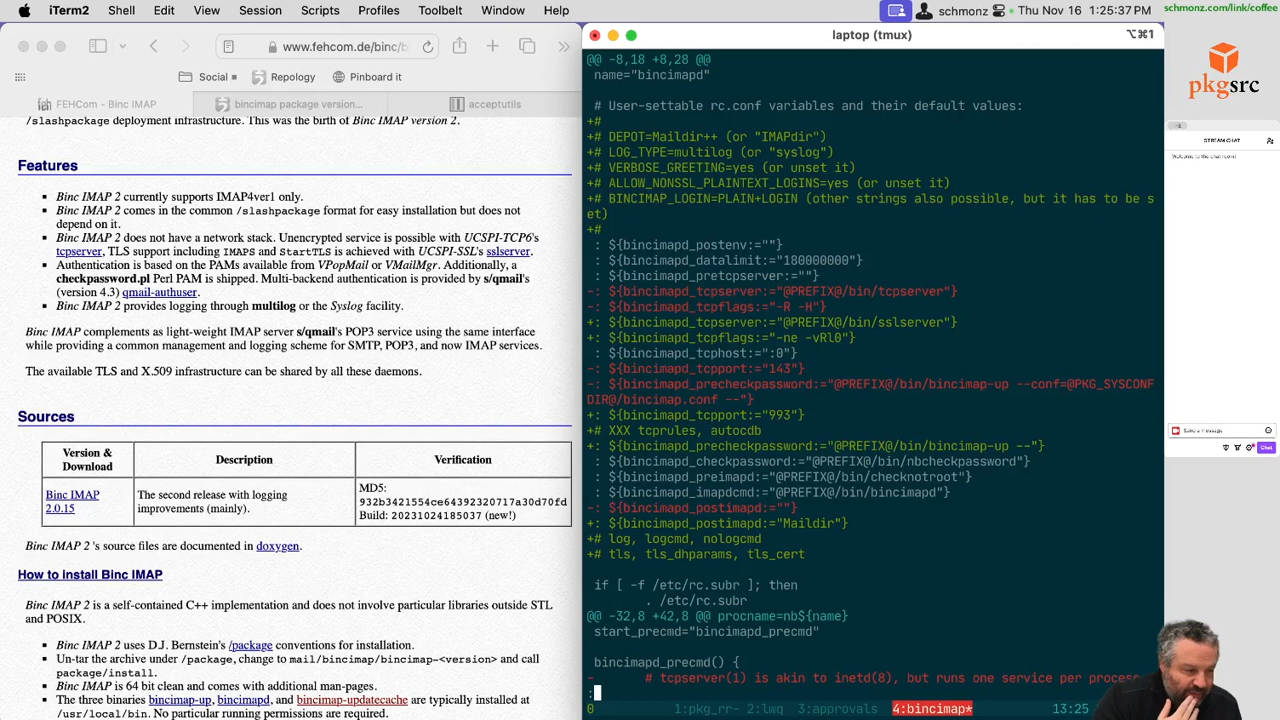 iTerm2 Shell Edit View Session Scripts Profiles Toolbelt Window Help
schmonz Thu Nov 16 1:25:37 PM
schmonz.com/link/coffee
www.fehcom.de/binc/b
Social
Repology
Pinboard it
FEHCom - Binc IMAP
bincimap package version...
acceptutils
/slashpackage deployment infrastructure. This was the birth of Binc IMAP version 2.
Features
Binc IMAP 2 currently supports IMAP4ver1 only.
Binc IMAP 2 comes in the common /slashpackage format for easy installation but does not
depend on it.
Binc IMAP 2 does not have a network stack. Unencrypted service is possible with UCSPI-TCP6's
tcpserver, TLS support including IMAPS and StartTLS achieved with UCSPI-SSL's sslserver.
Authentication is based on the PAMs available from VPopMail or VMailMgr. Additionally, a
checkpassword.pl Perl PAM is shipped. Multi-backend authentication is provided by s/qmail's
(version 4.3) qmail-authuser.
Binc IMAP 2 provides logging through multilog or the Syslog facility.
Binc IMAP complements as light-weight IMAP server s/qmail's POP3 service using the same interface
while providing a common management and logging scheme for SMTP, POP3, and now IMAP services.
The available TLS and X.509 infrastructure can be shared by all these daemons.
Sources
Version &
Download
Description
Verification
Binc IMAP
2.0.15
The second release with logging
improvements (mainly).
MD5:
932b3421554ce64392320717a30d70fd
Build: 20231024185037 (new!)
Binc IMAP 2 's source files are documented in doxygen.
How to install Binc IMAP
Binc IMAP 2 is a self-contained C++ implementation and does not involve particular libraries outside STL
and POSIX.
Binc IMAP 2 uses D.J. Bernstein's /package conventions for installation.
Un-tar the archive under /package, change to mail/bincimap/bincimap-<version> and call
package/install.
Binc IMAP is 64 bit clean and comes with additional man-pages.
The three binaries bincimap-up, bincimapd, and bincimap-updatecache are typically installed at
/usr/local/bin. No particular running permissions are required.
laptop (tmux)
⌥⌘1
@@ -8,18 +8,28 @@
name="bincimapd"
# User-settable rc.conf variables and their default values:
+#
+# DEPOT=Maildir++ (or "IMAPdir")
+# LOG_TYPE=multilog (or "syslog")
+# VERBOSE_GREETING=yes (or unset it)
+# ALLOW_NONSSL_PLAINTEXT_LOGINS=yes (or unset it)
+# BINCIMAP_LOGIN=PLAIN+LOGIN (other strings also possible, but it has to be s
et)
+#
: ${bincimapd_postenv:=""}
: ${bincimapd_datalimit:="180000000"}
: ${bincimapd_pretcpserver:=""}
-: ${bincimapd_tcpserver:="@PREFIX@/bin/tcpserver"}
-: ${bincimapd_tcpflags:="-R -H"}
+: ${bincimapd_tcpserver:="@PREFIX@/bin/sslserver"}
+: ${bincimapd_tcpflags:="-ne -vRl0"}
: ${bincimapd_tcphost:=":0"}
-: ${bincimapd_tcpport:="143"}
-: ${bincimapd_precheckpassword:="@PREFIX@/bin/bincimap-up --conf=@PKG_SYSCONF
DIR@/bincimap.conf --"}
+: ${bincimapd_tcpport:="993"}
+# XXX tcprules, autocdb
+: ${bincimapd_precheckpassword:="@PREFIX@/bin/bincimap-up --"}
: ${bincimapd_checkpassword:="@PREFIX@/bin/nbcheckpassword"}
: ${bincimapd_preimapd:="@PREFIX@/bin/checknotroot"}
: ${bincimapd_imapdcmd:="@PREFIX@/bin/bincimapd"}
-: ${bincimapd_postimapd:=""}
+: ${bincimapd_postimapd:="Maildir"}
+# log, logcmd, nologcmd
+# tls, tls_dhparams, tls_cert
if [ -f /etc/rc.subr ]; then
. /etc/rc.subr
@@ -32,8 +42,8 @@ procname=nb${name}
start_precmd="bincimapd_precmd"
bincimapd_precmd() {
- # tcpserver(1) is akin to inetd(8), but runs one service per process
:
0 1:pkg_rr- 2:lwq 3:approvals 4:bincimap* 13:25
pkgsrc
STREAM CHAT
Welcome to the chat room!
Send a message
Chat